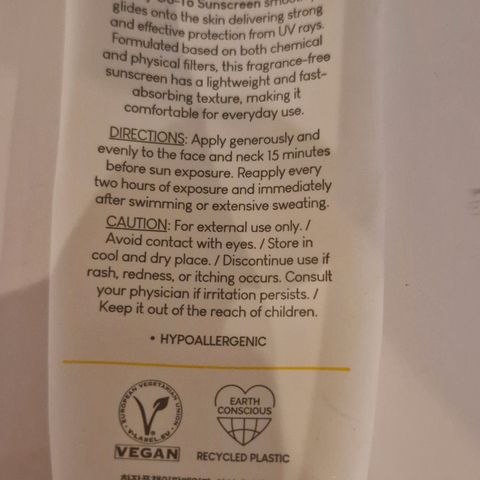 Sunscreen
glides onto the skin delivering strong
and effective protection from UV rays.
Formulated based on both chemical
and physical filters, this fragrance-free
sunscreen has a lightweight and fast-
absorbing texture, making it
comfortable for everyday use.
DIRECTIONS: Apply generously and
evenly to the face and neck 15 minutes
before sun exposure. Reapply every
two hours of exposure and immediately
after swimming or extensive sweating.
CAUTION: For external use only. /
Avoid contact with eyes. / Store in
cool and dry place. / Discontinue use if
rash, redness, or itching occurs. Consult
your physician if irritation persists. /
Keep it out of the reach of children.
• HYPOALLERGENIC
EUROPEAN VEGETARIAN UNION
V-LABEL.EU
VEGAN
EARTH
CONSCIOUS
RECYCLED PLASTIC